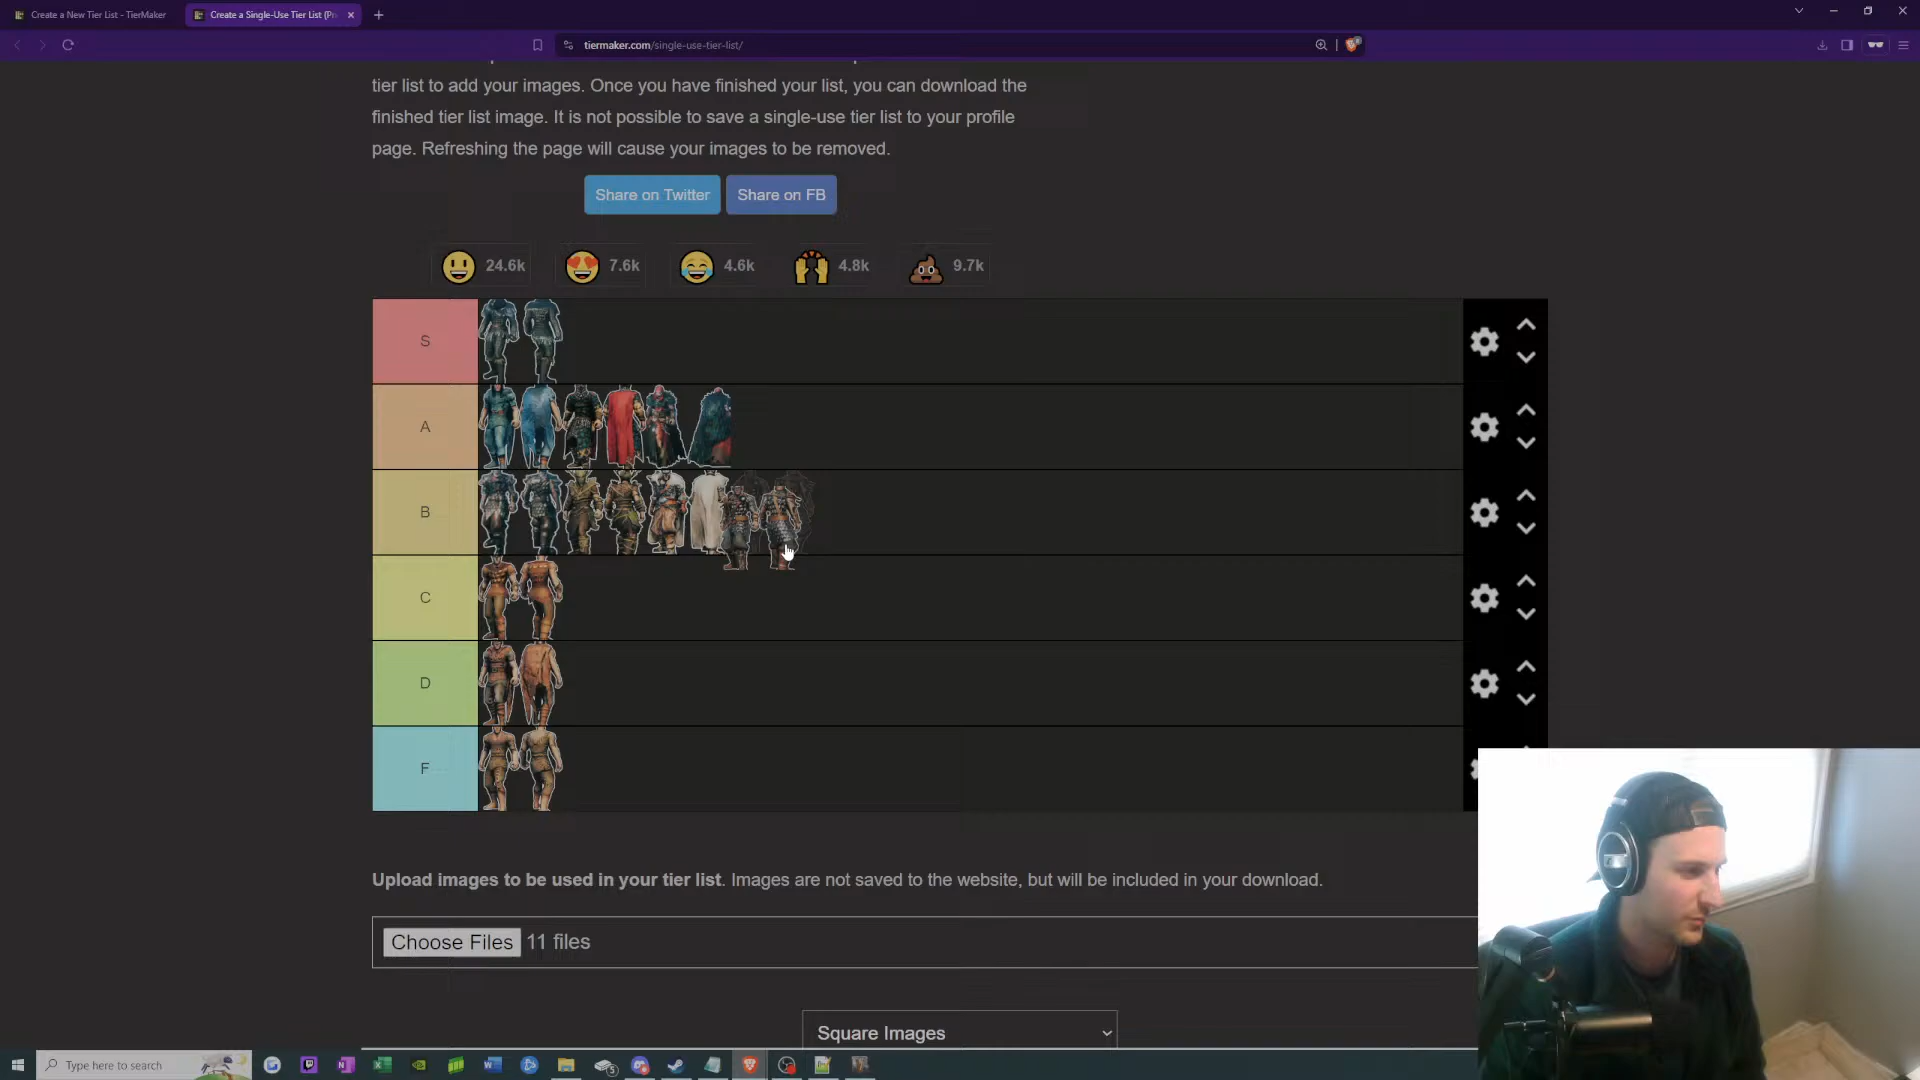 Create a New Tier List - TierMaker
Create a Single-Use Tier List (Pr
tiermaker.com/single-use-tier-list/
tier list to add your images. Once you have finished your list, you can download the
finished tier list image. It is not possible to save a single-use tier list to your profile
page. Refreshing the page will cause your images to be removed.
Share on Twitter
Share on FB
24.6k
7.6k
4.6k
4.8k
9.7k
S
A
B
C
D
F
Upload images to be used in your tier list. Images are not saved to the website, but will be included in your download.
Choose Files 11 files
Square Images
Type here to search